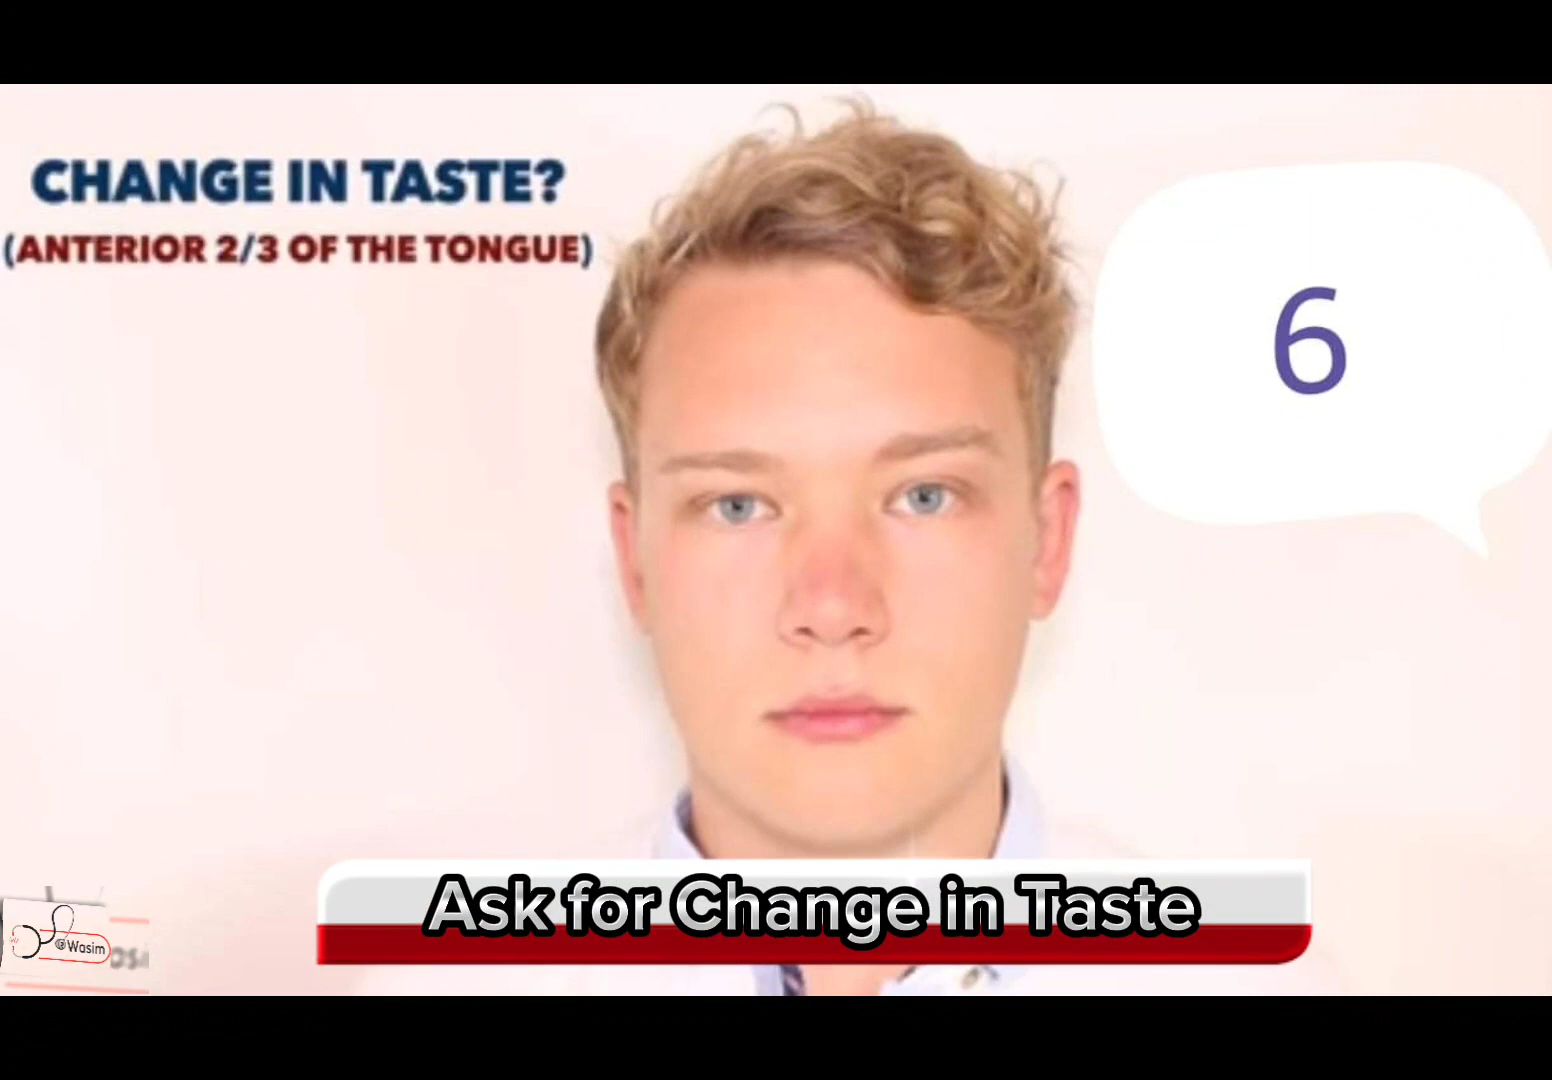 CHANGE IN TASTE?
(ANTERIOR 2/3 OF THE TONGUE)
6
Ask for Change in Taste
@Wasim